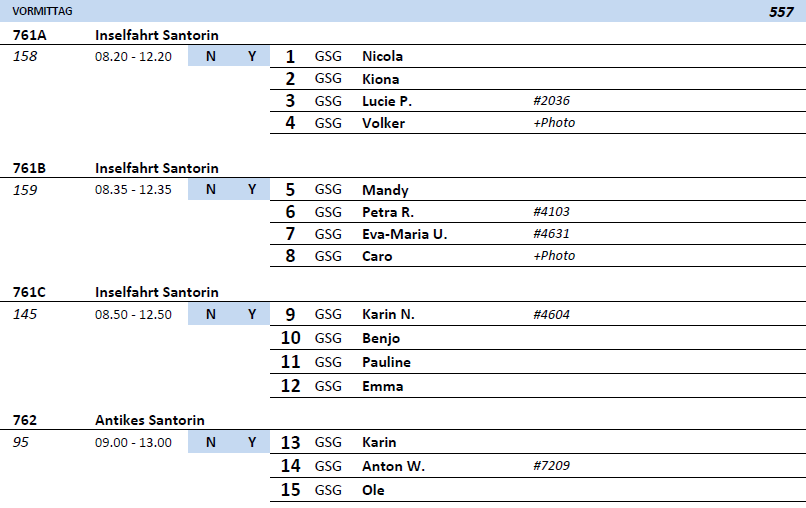 VORMITTAG 557
761A Inselfahrt Santorin
158 08.20 - 12.20 N Y 1 GSG Nicola
2 GSG Kiona
3 GSG Lucie P. #2036
4 GSG Volker +Photo
761B Inselfahrt Santorin
159 08.35 - 12.35 N Y 5 GSG Mandy
6 GSG Petra R. #4103
7 GSG Eva-Maria U. #4631
8 GSG Caro +Photo
761C Inselfahrt Santorin
145 08.50 - 12.50 N Y 9 GSG Karin N. #4604
10 GSG Benjo
11 GSG Pauline
12 GSG Emma
762 Antikes Santorin
95 09.00 - 13.00 N Y 13 GSG Karin
14 GSG Anton W. #7209
15 GSG Ole